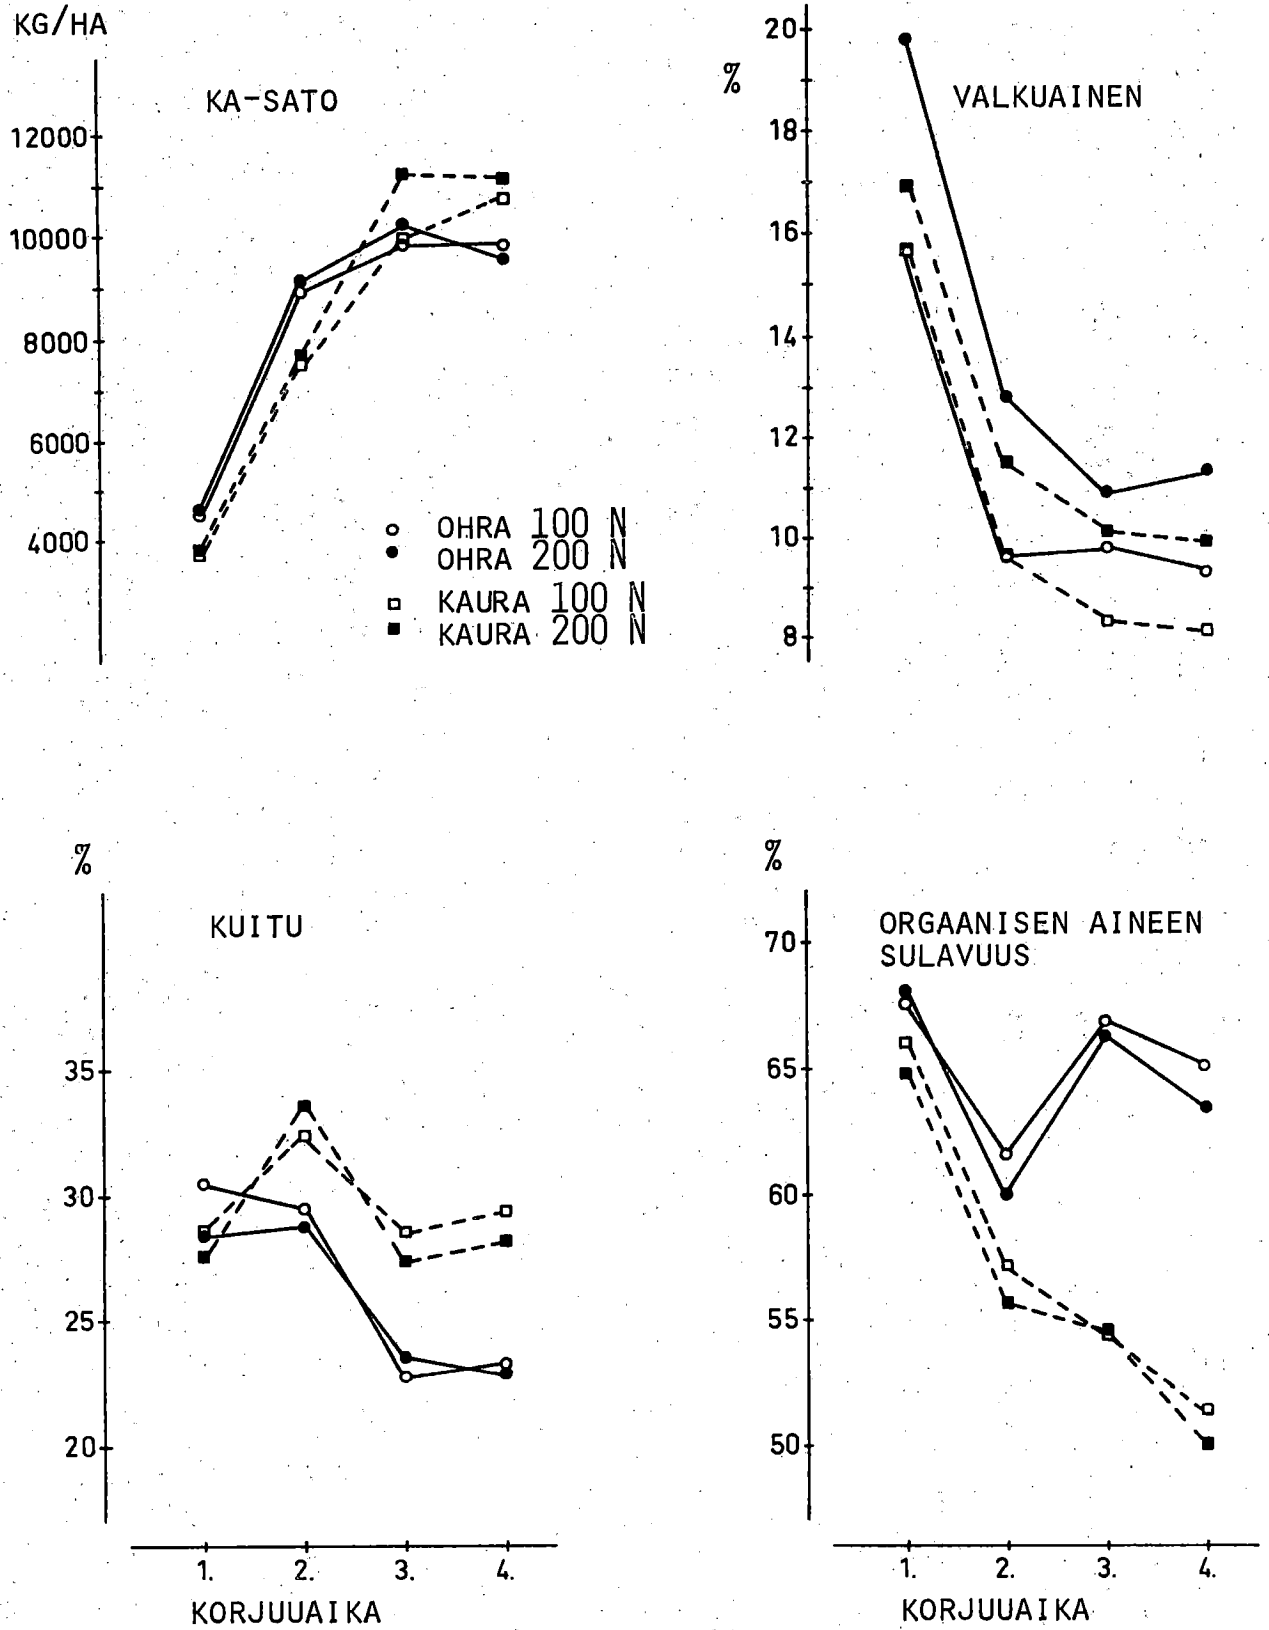 KG/HA
KA-SATO
12000
10000
8000
6000
4000
OHRA 100 N
OHRA 200 N
KAURA 100 N
KAURA 200 N
%
VALKUAINEN
20
18
16
14
12
10
8
%
KUITU
35
30
25
20
1. 2. 3. 4.
KORJUUAIKA
%
ORGAANISEN AINEEN
SULAVUUS
70
65
60
55
50
1. 2. 3. 4.
KORJUUAIKA